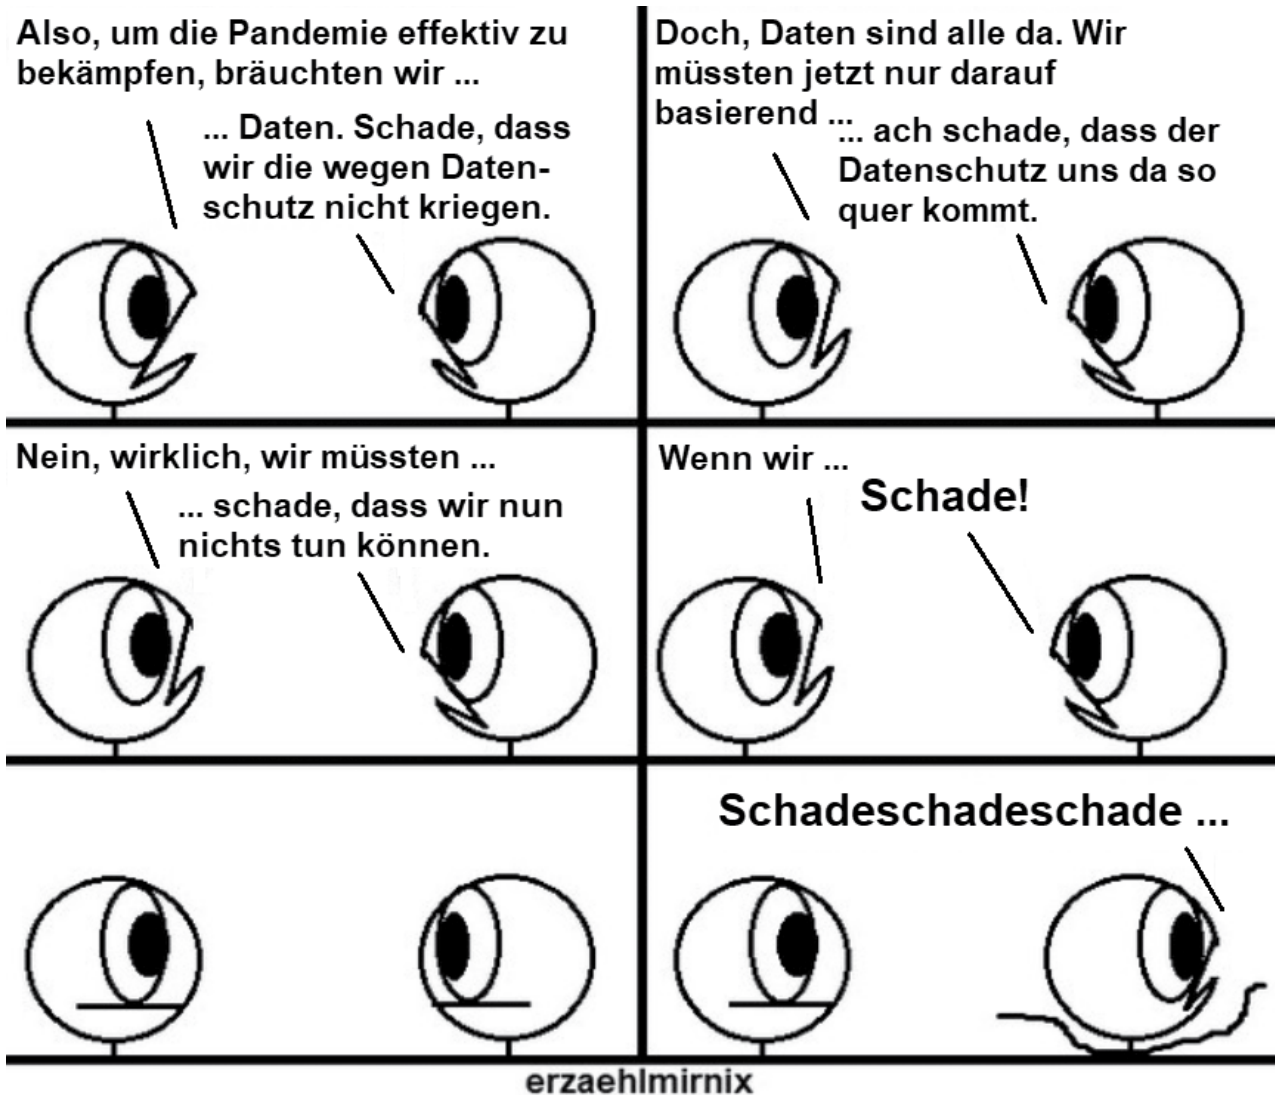 Also, um die Pandemie effektiv zu
bekämpfen, bräuchten wir ...
... Daten. Schade, dass
wir die wegen Daten-
schutz nicht kriegen.
Doch, Daten sind alle da. Wir
müssten jetzt nur darauf
basierend ...
... ach schade, dass der
Datenschutz uns da so
quer kommt.
Nein, wirklich, wir müssten ...
... schade, dass wir nun
nichts tun können.
Wenn wir ...
Schade!
Schadeschadeschade ...
erzaehlmirnix